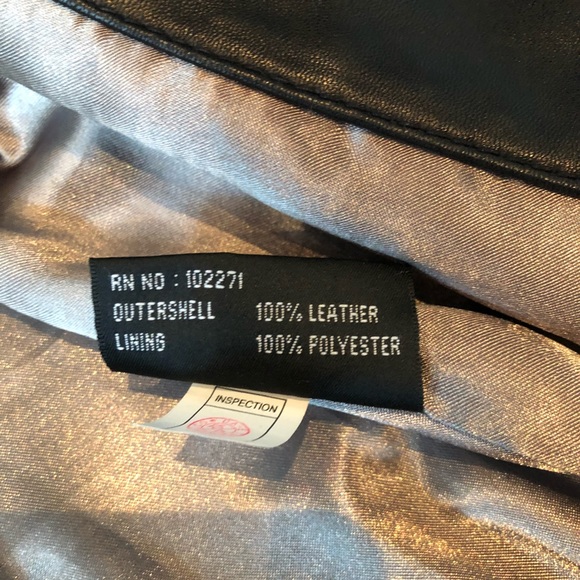 RN NO : 102271
OUTERSHELL 100% LEATHER
LINING 100% POLYESTER
INSPECTION